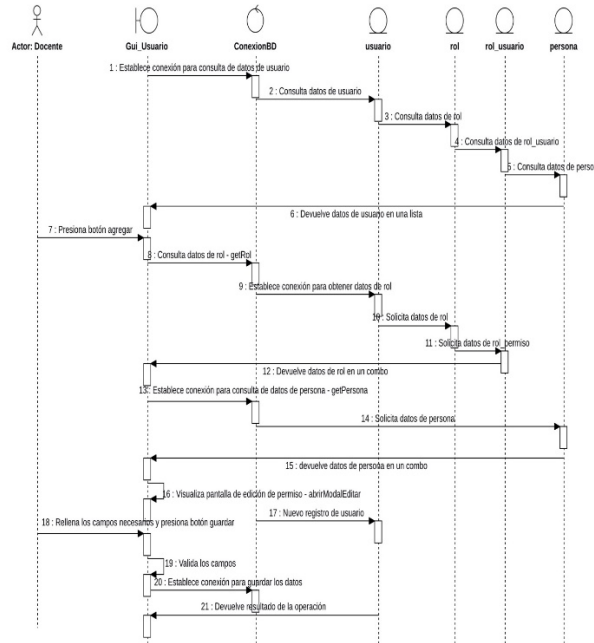 Actor: Docente
Gui_Usuario
ConexionBD
usuario
rol
rol_usuario
persona
1 : Establece conexión para consulta de datos de usuario
2 : Consulta datos de usuario
3 : Consulta datos de rol
4 : Consulta datos de rol_usuario
5 : Consulta datos de perso
6 : Devuelve datos de usuario en una lista
7 : Presiona botón agregar
8 : Consulta datos de rol - getRol
9 : Establece conexión para obtener datos de rol
10 : Solicita datos de rol
11 : Solicita datos de rol_permiso
12 : Devuelve datos de rol en un combo
13 : Establece conexión para consulta de datos de persona - getPersona
14 : Solicita datos de persona
15 : devuelve datos de persona en un combo
16 : Visualiza pantalla de edición de permiso - abrirModalEditar
17 : Nuevo registro de usuario
18 : Rellena los campos necesarios y presiona botón guardar
19 : Valida los campos
20 : Establece conexión para guardar los datos
21 : Devuelve resultado de la operación